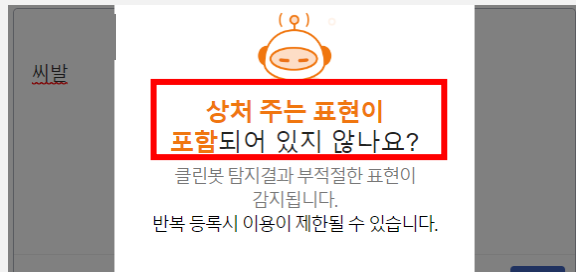 씨발
상처 주는 표현이
포함되어 있지 않나요?
클린봇 탐지결과 부적절한 표현이
감지됩니다.
반복 등록시 이용이 제한될 수 있습니다.